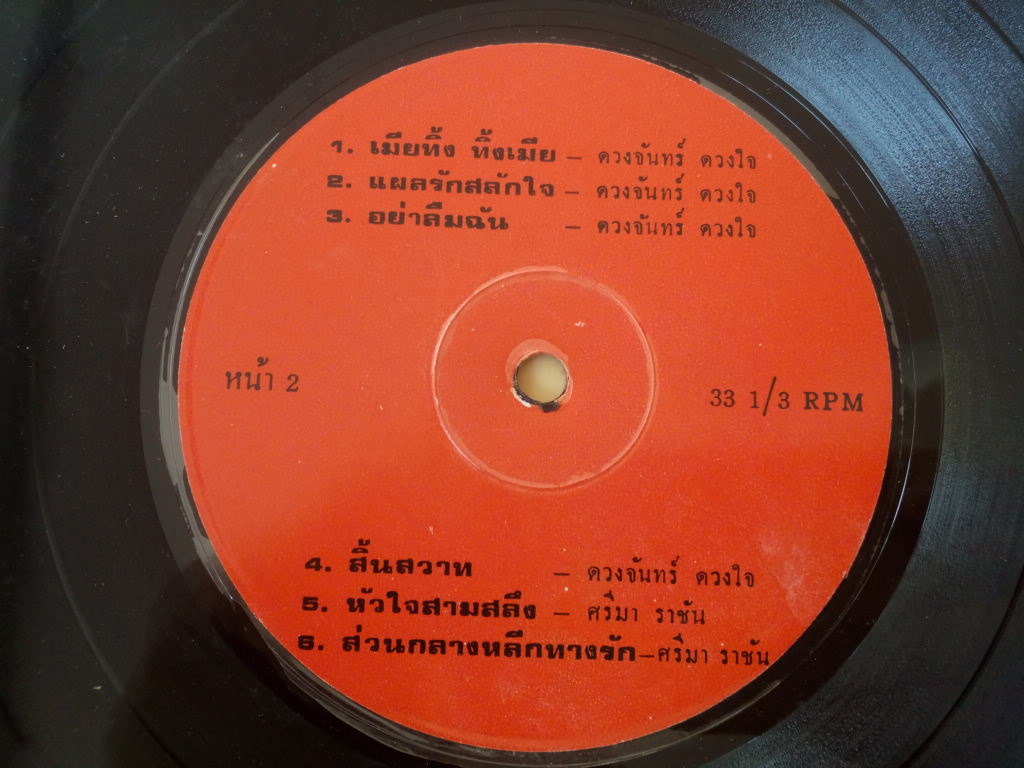 1. เมียทิ้ง ทิ้งเมีย – ดวงจันทร์ ดวงใจ
2. แผลรักสลักใจ – ดวงจันทร์ ดวงใจ
3. อย่าลืมฉัน – ดวงจันทร์ ดวงใจ
หน้า 2
33 1/3 RPM
4. สิ้นสวาท – ดวงจันทร์ ดวงใจ
5. หัวใจสามสลึง – ศริมา ราชัน
6. ส่วนกลางหลีกทางรัก – ศริมา ราชัน